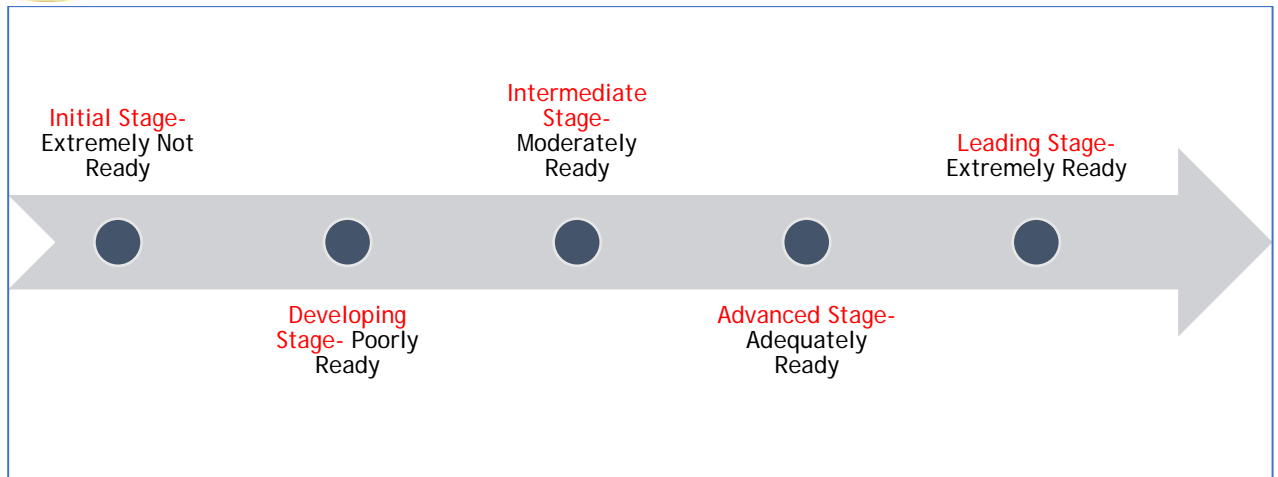 Initial Stage-
Extremely Not
Ready
Developing
Stage- Poorly
Ready
Intermediate
Stage-
Moderately
Ready
Advanced Stage-
Adequately
Ready
Leading Stage-
Extremely Ready